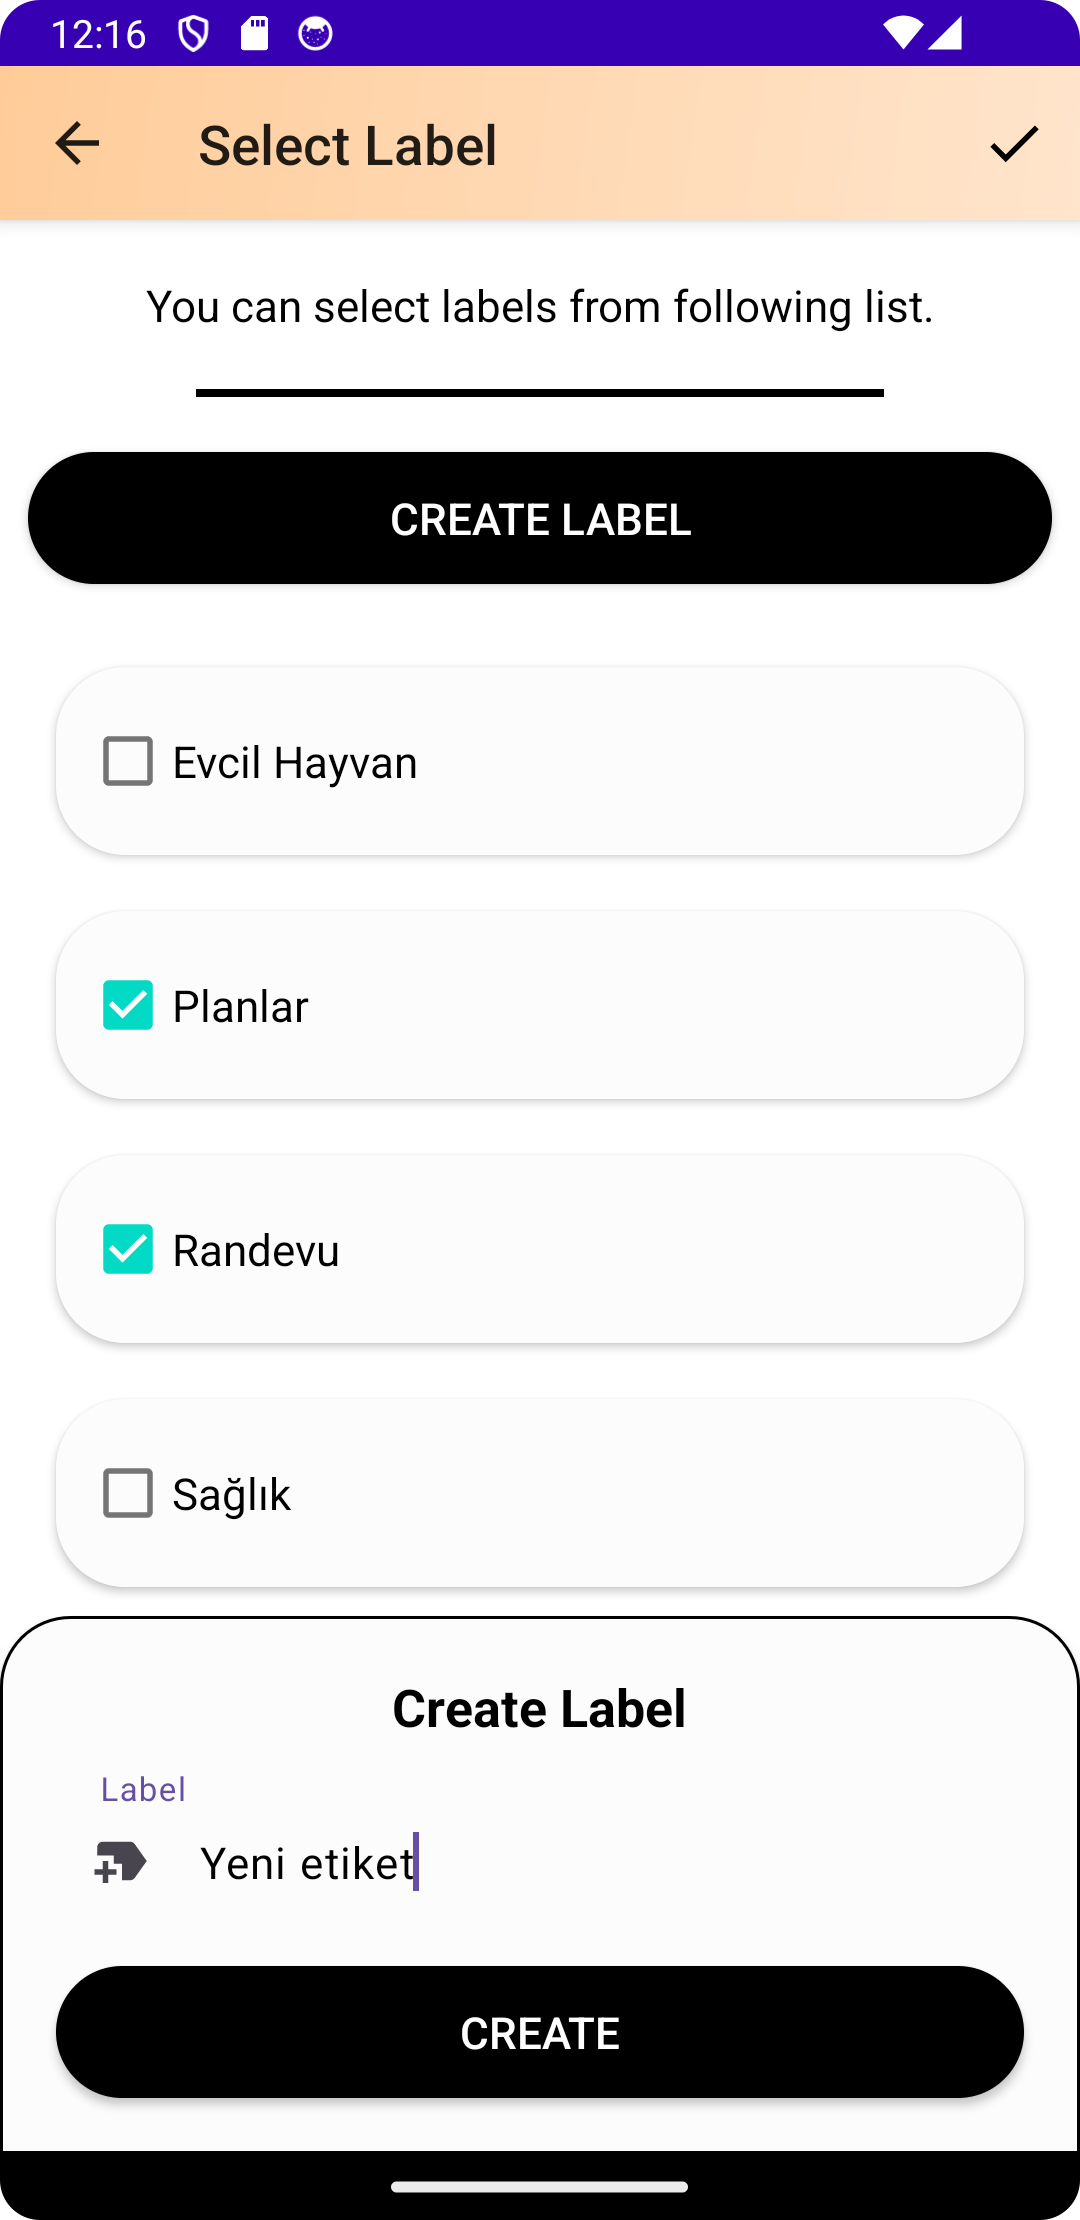 12:16
Select Label
You can select labels from following list.
CREATE LABEL
Evcil Hayvan
Planlar
Randevu
Sağlık
Create Label
Label
Yeni etiket
CREATE